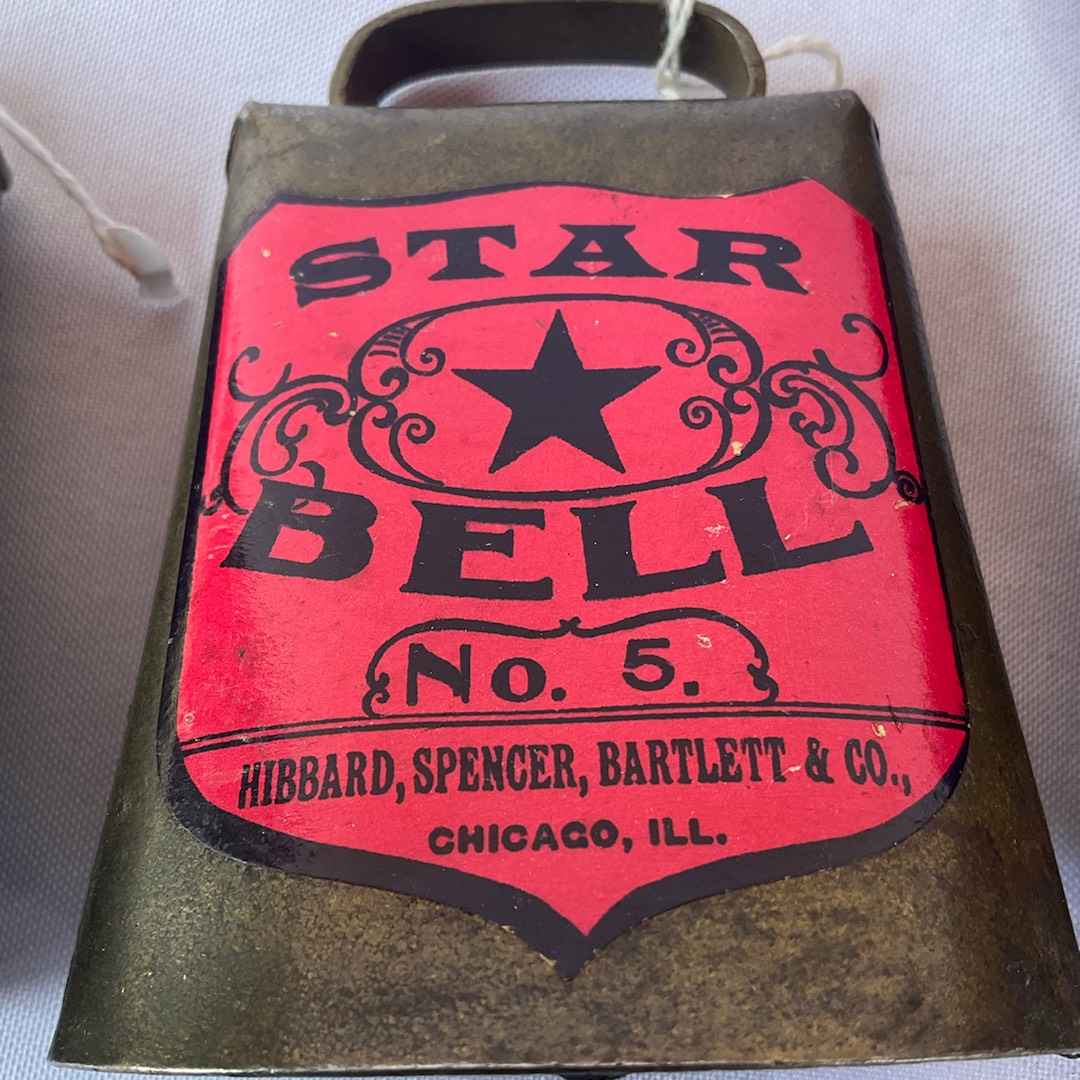 STAR
BELL
No. 5.
HIBBARD, SPENCER, BARTLETT & CO.,
CHICAGO, ILL.